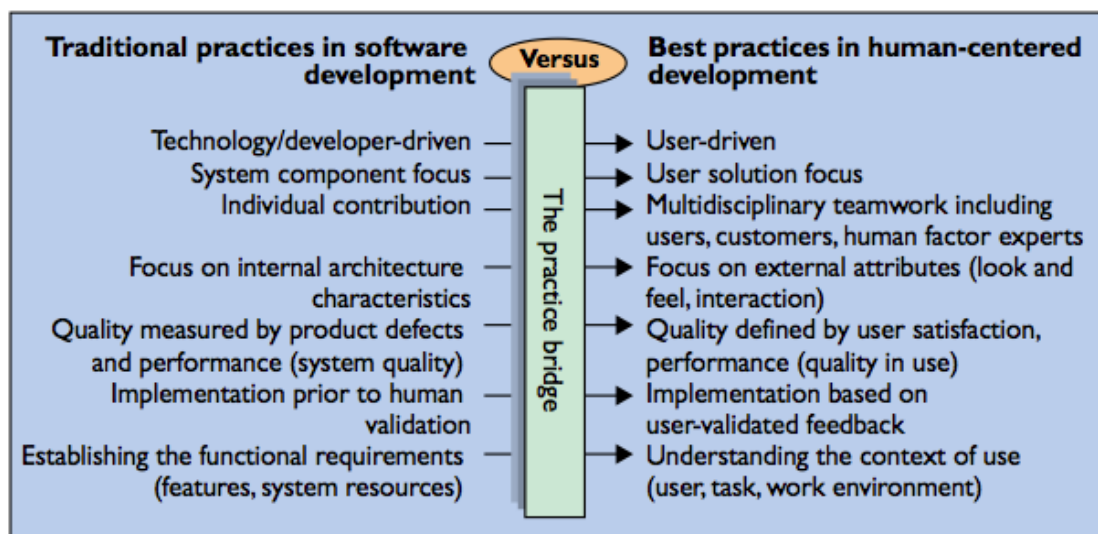 Traditional practices in software
development
Versus
Best practices in human-centered
development
Technology/developer-driven
User-driven
System component focus
User solution focus
Individual contribution
Multidisciplinary teamwork including
users, customers, human factor experts
Focus on internal architecture
characteristics
Focus on external attributes (look and
feel, interaction)
Quality measured by product defects
and performance (system quality)
Quality defined by user satisfaction,
performance (quality in use)
Implementation prior to human
validation
Implementation based on
user-validated feedback
Establishing the functional requirements
(features, system resources)
Understanding the context of use
(user, task, work environment)
The practice bridge